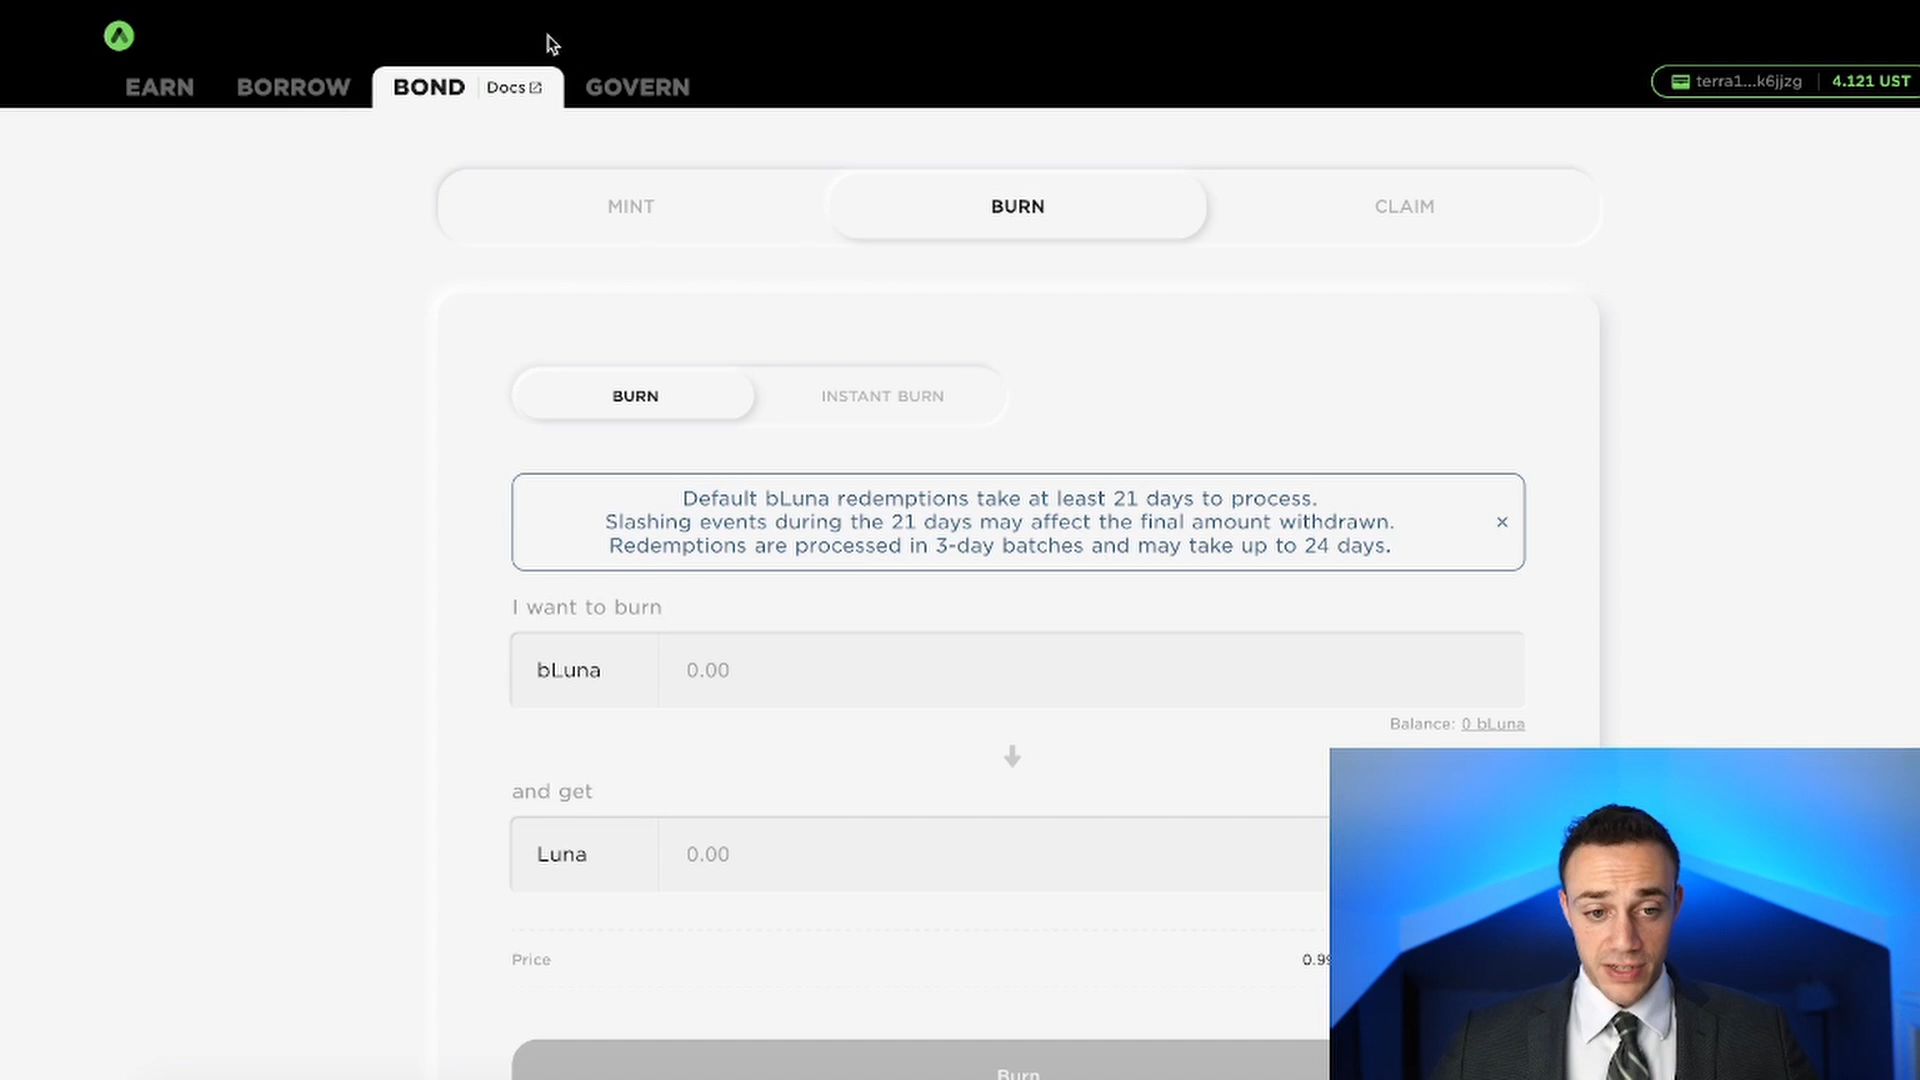 EARN BORROW BOND Docs GOVERN
terra1...k6jjzg 4.121 UST
MINT BURN CLAIM
BURN INSTANT BURN
Default bLuna redemptions take at least 21 days to process.
Slashing events during the 21 days may affect the final amount withdrawn.
Redemptions are processed in 3-day batches and may take up to 24 days.
I want to burn
bLuna 0.00
Balance: 0 bLuna
and get
Luna 0.00
Price
Burn